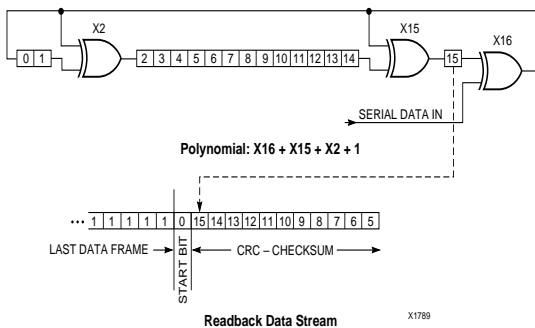 X2
X15
X16
0 1
2 3 4 5 6 7 8 9 10 11 12 13 14
15
SERIAL DATA IN
Polynomial: X16 + X15 + X2 + 1
••• 1 1 1 1 1 0 15 14 13 12 11 10 9 8 7 6 5
LAST DATA FRAME
START BIT
CRC – CHECKSUM
Readback Data Stream
X1789